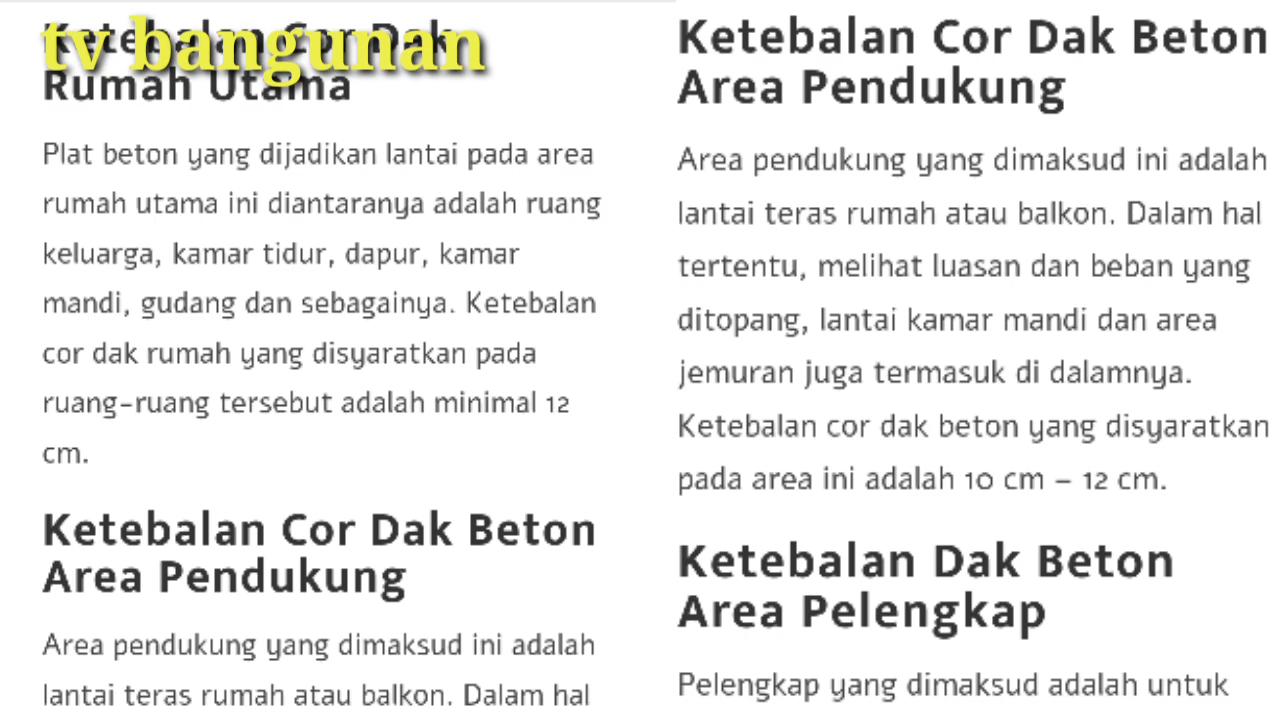 tv bangunan
Ketebalan Cor Dak
Rumah Utama
Plat beton yang dijadikan lantai pada area
rumah utama ini diantaranya adalah ruang
keluarga, kamar tidur, dapur, kamar
mandi, gudang dan sebagainya. Ketebalan
cor dak rumah yang disyaratkan pada
ruang-ruang tersebut adalah minimal 12
cm.
Ketebalan Cor Dak Beton
Area Pendukung
Area pendukung yang dimaksud ini adalah
lantai teras rumah atau balkon. Dalam hal
Ketebalan Cor Dak Beton
Area Pendukung
Area pendukung yang dimaksud ini adalah
lantai teras rumah atau balkon. Dalam hal
tertentu, melihat luasan dan beban yang
ditopang, lantai kamar mandi dan area
jemuran juga termasuk di dalamnya.
Ketebalan cor dak beton yang disyaratkan
pada area ini adalah 10 cm – 12 cm.
Ketebalan Dak Beton
Area Pelengkap
Pelengkap yang dimaksud adalah untuk